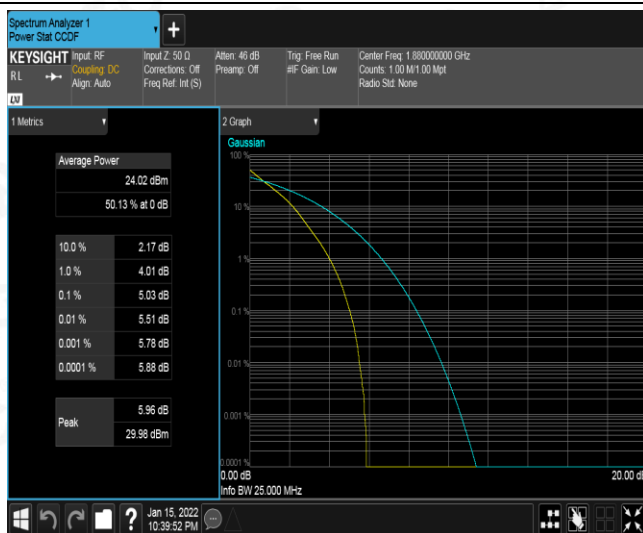 Spectrum Analyzer 1
Power Stat CCDF
+
KEYSIGHT
Input: RF
Coupling: DC
Align: Auto
Input Z: 50 Ω
Corrections: Off
Freq Ref: Int (S)
Atten: 46 dB
Preamp: Off
Trig: Free Run
#IF Gain: Low
Center Freq: 1.880000000 GHz
Counts: 1.00 M/1.00 Mpt
Radio Std: None
R L
LXI
1 Metrics
Average Power
24.02 dBm
50.13 % at 0 dB
10.0 % 2.17 dB
1.0 % 4.01 dB
0.1 % 5.03 dB
0.01 % 5.51 dB
0.001 % 5.78 dB
0.0001 % 5.88 dB
Peak
5.96 dB
29.98 dBm
2 Graph
Gaussian
100 %
10 %
1 %
0.1 %
0.01 %
0.001 %
0.0001 %
0.00 dB
20.00 dB
Info BW 25.000 MHz
?
Jan 15, 2022
10:39:52 PM